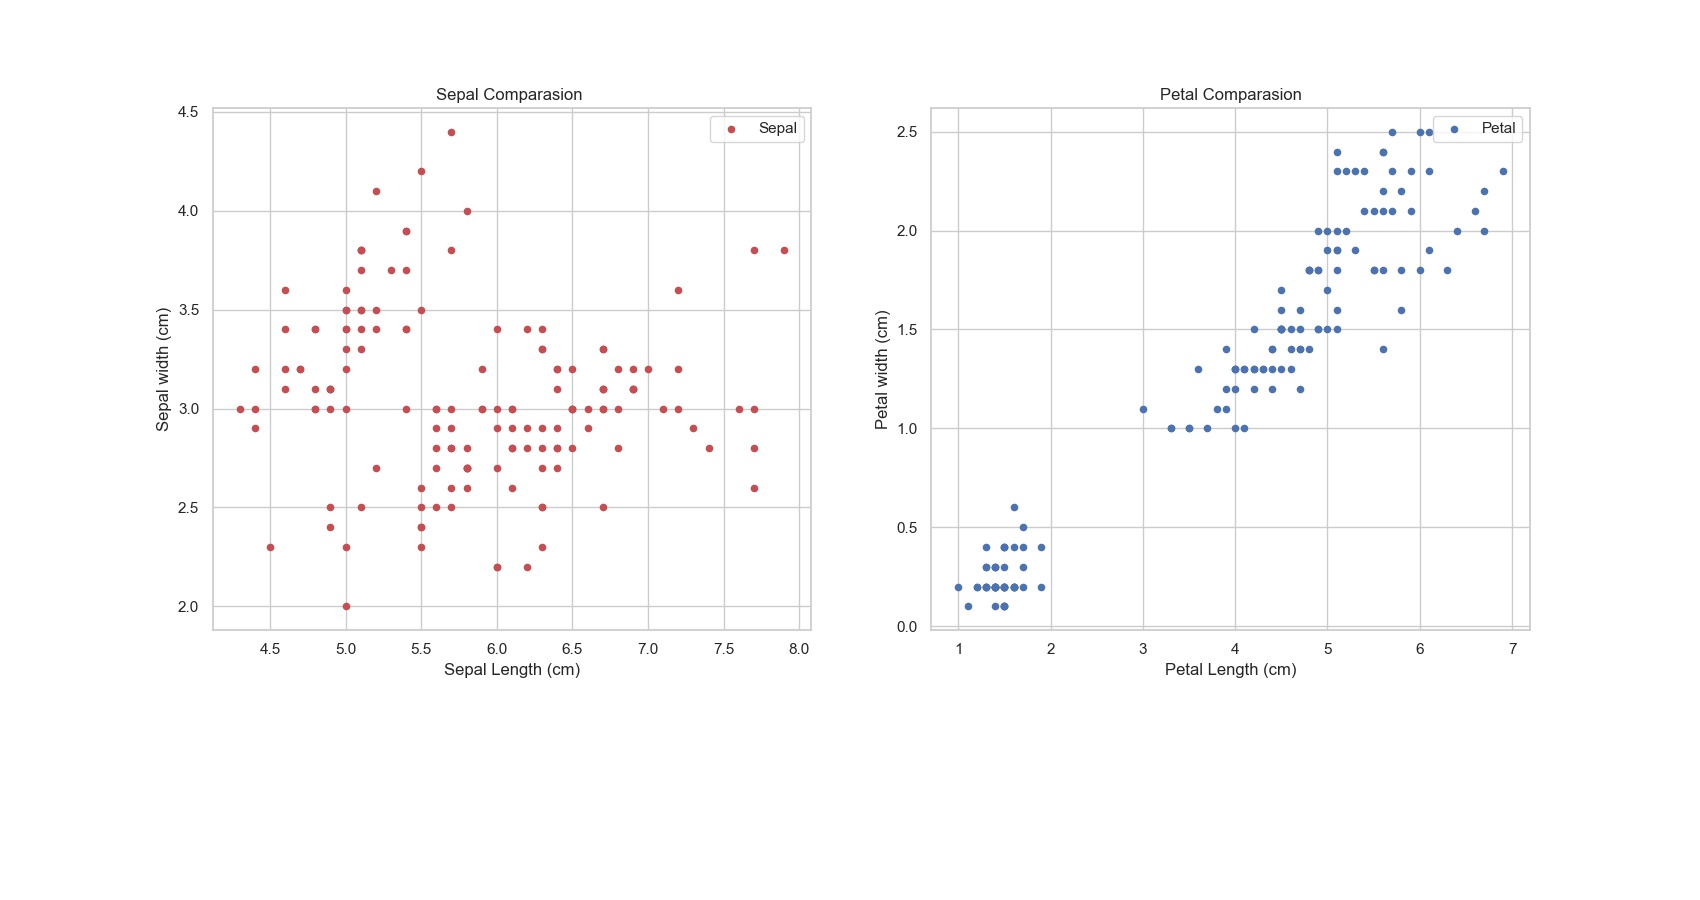 Sepal Comparasion
Sepal
4.5
4.0
3.5
3.0
2.5
2.0
Sepal width (cm)
4.5 5.0 5.5 6.0 6.5 7.0 7.5 8.0
Sepal Length (cm)
Petal Comparasion
Petal
2.5
2.0
1.5
1.0
0.5
0.0
Petal width (cm)
1 2 3 4 5 6 7
Petal Length (cm)